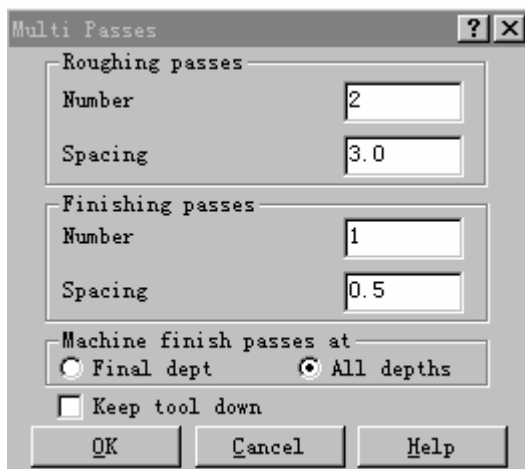 Multi Passes
Roughing passes
Number 2
Spacing 3.0
Finishing passes
Number 1
Spacing 0.5
Machine finish passes at
Final dept All depths
Keep tool down
OK Cancel Help